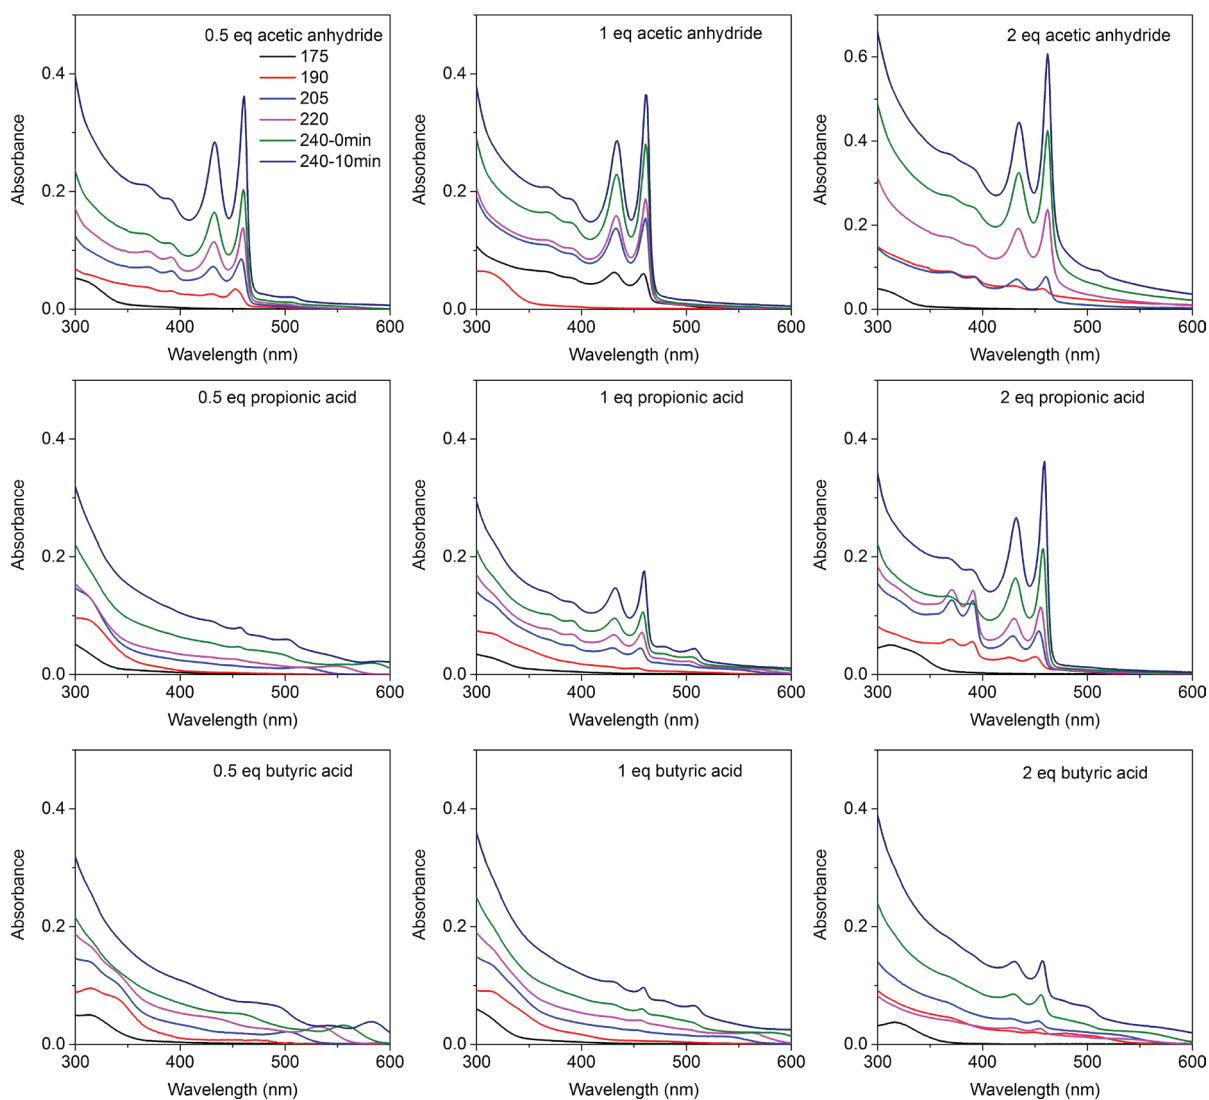 0.5 eq acetic anhydride
175
190
205
220
240-0min
240-10min
0.4
0.2
0.0
Absorbance
300 400 500 600
Wavelength (nm)
1 eq acetic anhydride
0.4
0.2
0.0
Absorbance
300 400 500 600
Wavelength (nm)
2 eq acetic anhydride
0.6
0.4
0.2
0.0
Absorbance
300 400 500 600
Wavelength (nm)
0.5 eq propionic acid
0.4
0.2
0.0
Absorbance
300 400 500 600
Wavelength (nm)
1 eq propionic acid
0.4
0.2
0.0
Absorbance
300 400 500 600
Wavelength (nm)
2 eq propionic acid
0.4
0.2
0.0
Absorbance
300 400 500 600
Wavelength (nm)
0.5 eq butyric acid
0.4
0.2
0.0
Absorbance
300 400 500 600
Wavelength (nm)
1 eq butyric acid
0.4
0.2
0.0
Absorbance
300 400 500 600
Wavelength (nm)
2 eq butyric acid
0.4
0.2
0.0
Absorbance
300 400 500 600
Wavelength (nm)